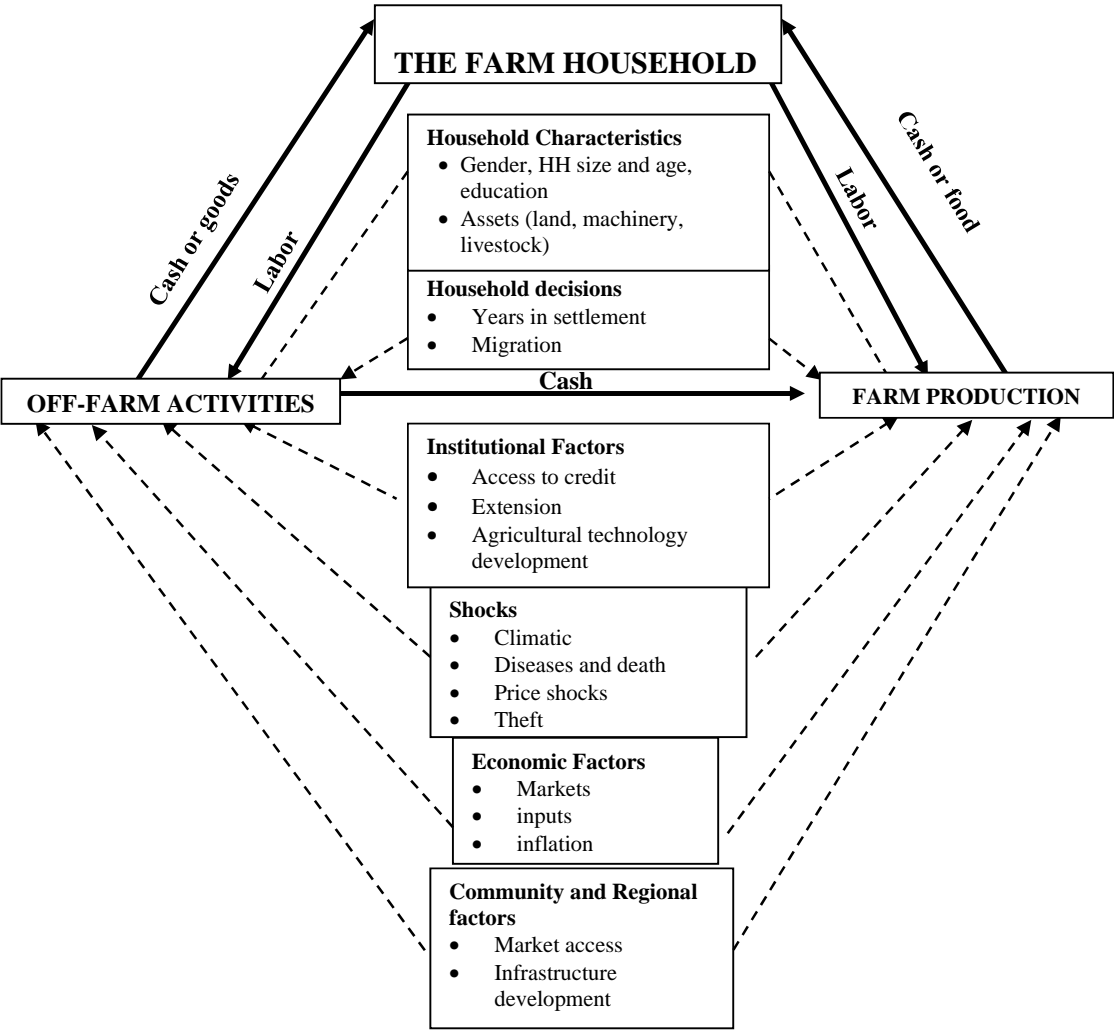 THE FARM HOUSEHOLD
Cash or goods
Labor
Labor
Cash or food
Household Characteristics
• Gender, HH size and age,
education
• Assets (land, machinery,
livestock)
Household decisions
• Years in settlement
• Migration
OFF-FARM ACTIVITIES
Cash
FARM PRODUCTION
Institutional Factors
• Access to credit
• Extension
• Agricultural technology
development
Shocks
• Climatic
• Diseases and death
• Price shocks
• Theft
Economic Factors
• Markets
• inputs
• inflation
Community and Regional
factors
• Market access
• Infrastructure
development